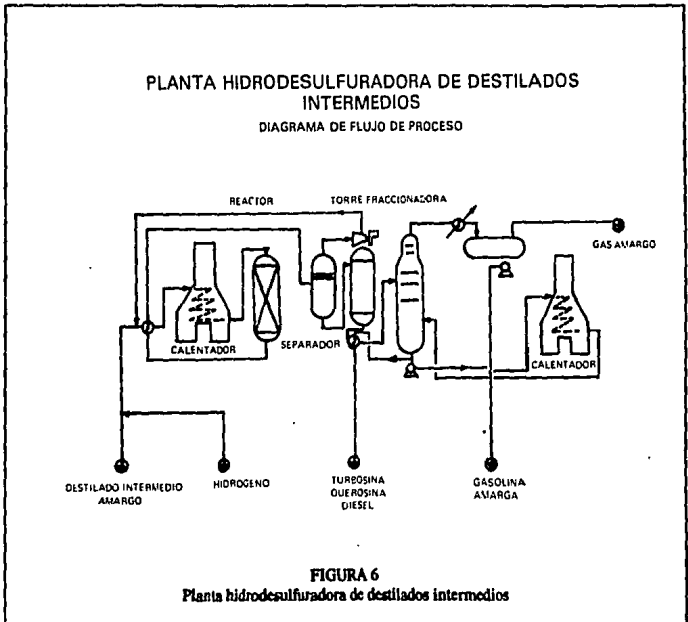 PLANTA HIDRODESULFURADORA DE DESTILADOS
INTERMEDIOS
DIAGRAMA DE FLUJO DE PROCESO
REACTOR
TORRE FRACCIONADORA
GAS AMARGO
CALENTADOR
SEPARADOR
CALENTADOR
DESTILADO INTERMEDIO
AMARGO
HIDROGENO
TURBOSINA
QUEROSINA
DIESEL
GASOLINA
AMARGA
FIGURA 6
Planta hidrodesulfuradora de destilados intermedios